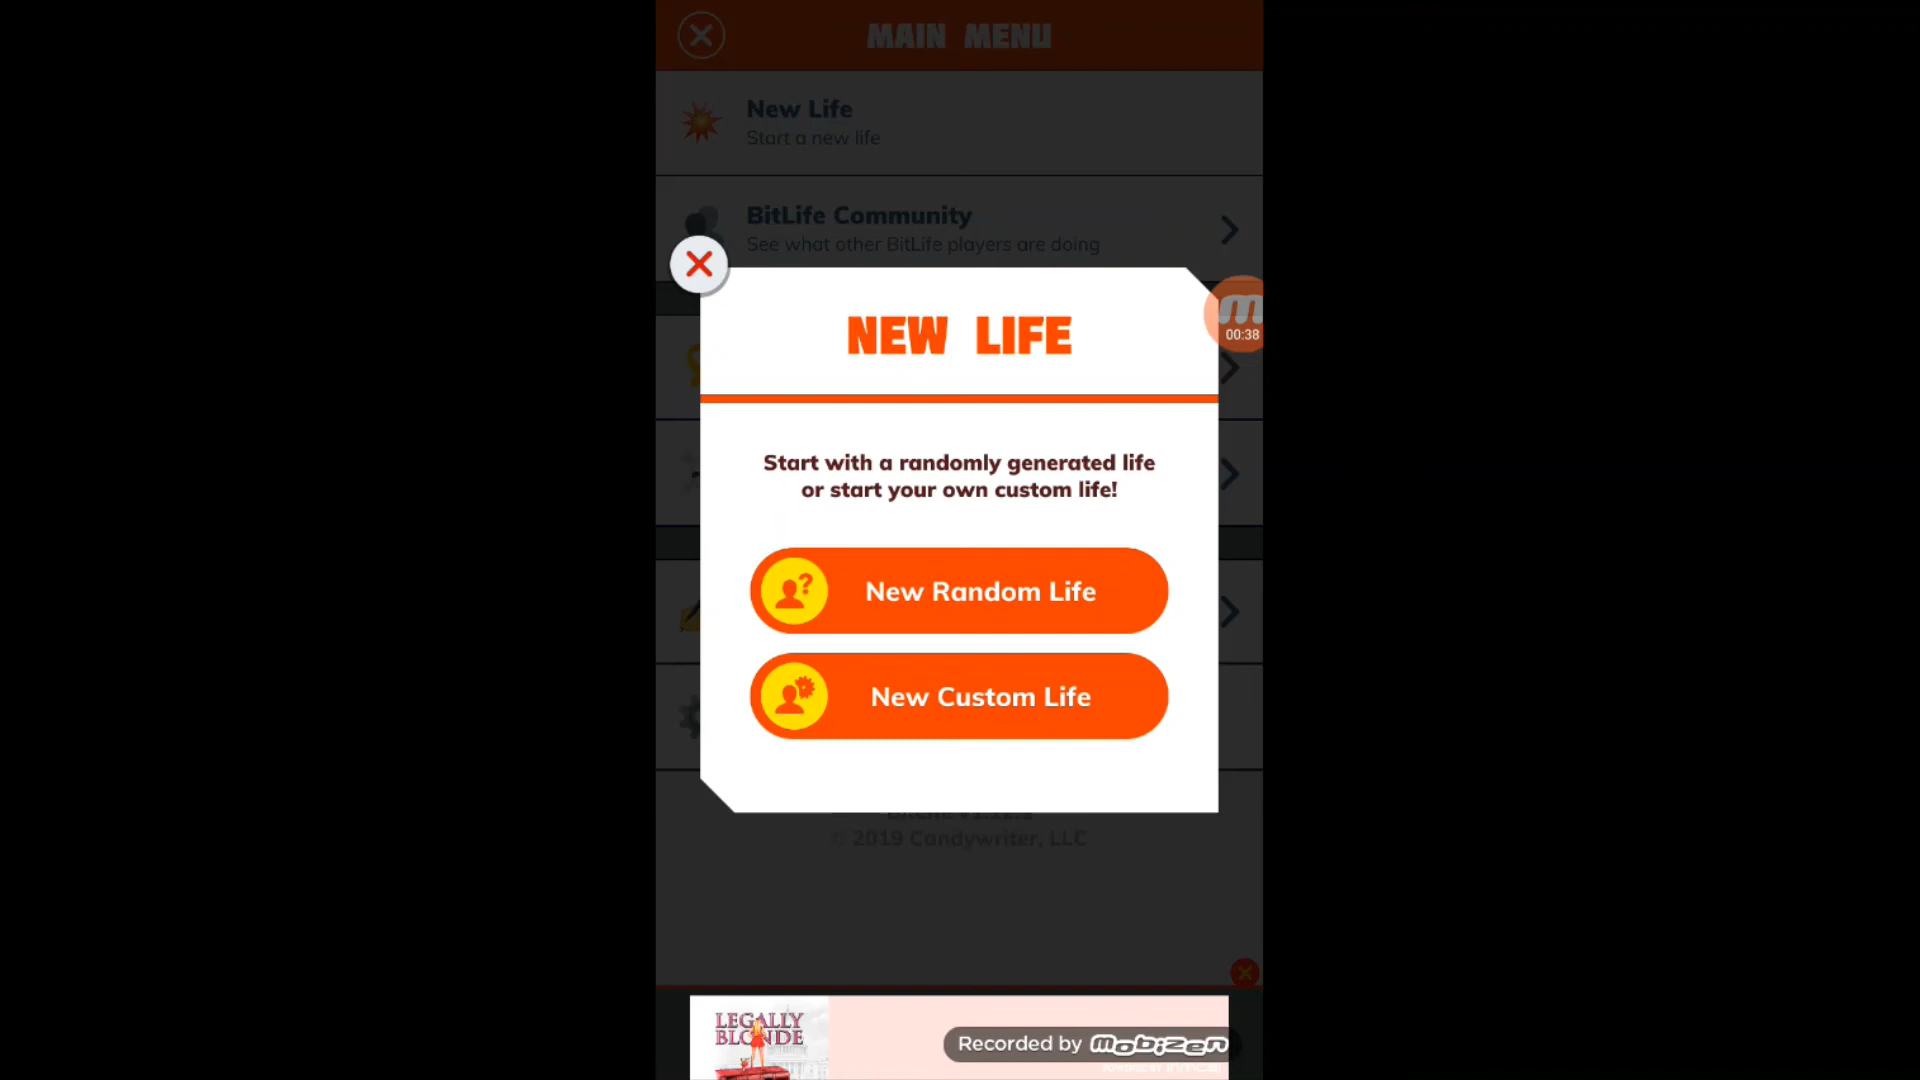 MAIN MENU
New Life
Start a new life
BitLife Community
See what other BitLife players are doing
00:38
NEW LIFE
Start with a randomly generated life
or start your own custom life!
New Random Life
New Custom Life
© 2019 Candywriter, LLC
LEGALLY
BLONDE
Recorded by mobizen